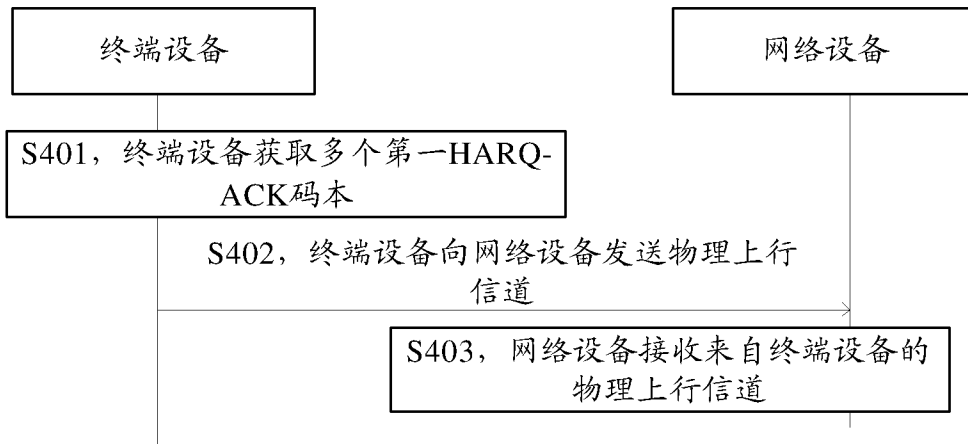 终端设备
网络设备
S401，终端设备获取多个第一HARQ-
ACK码本
S402，终端设备向网络设备发送物理上行
信道
S403，网络设备接收来自终端设备的
物理上行信道